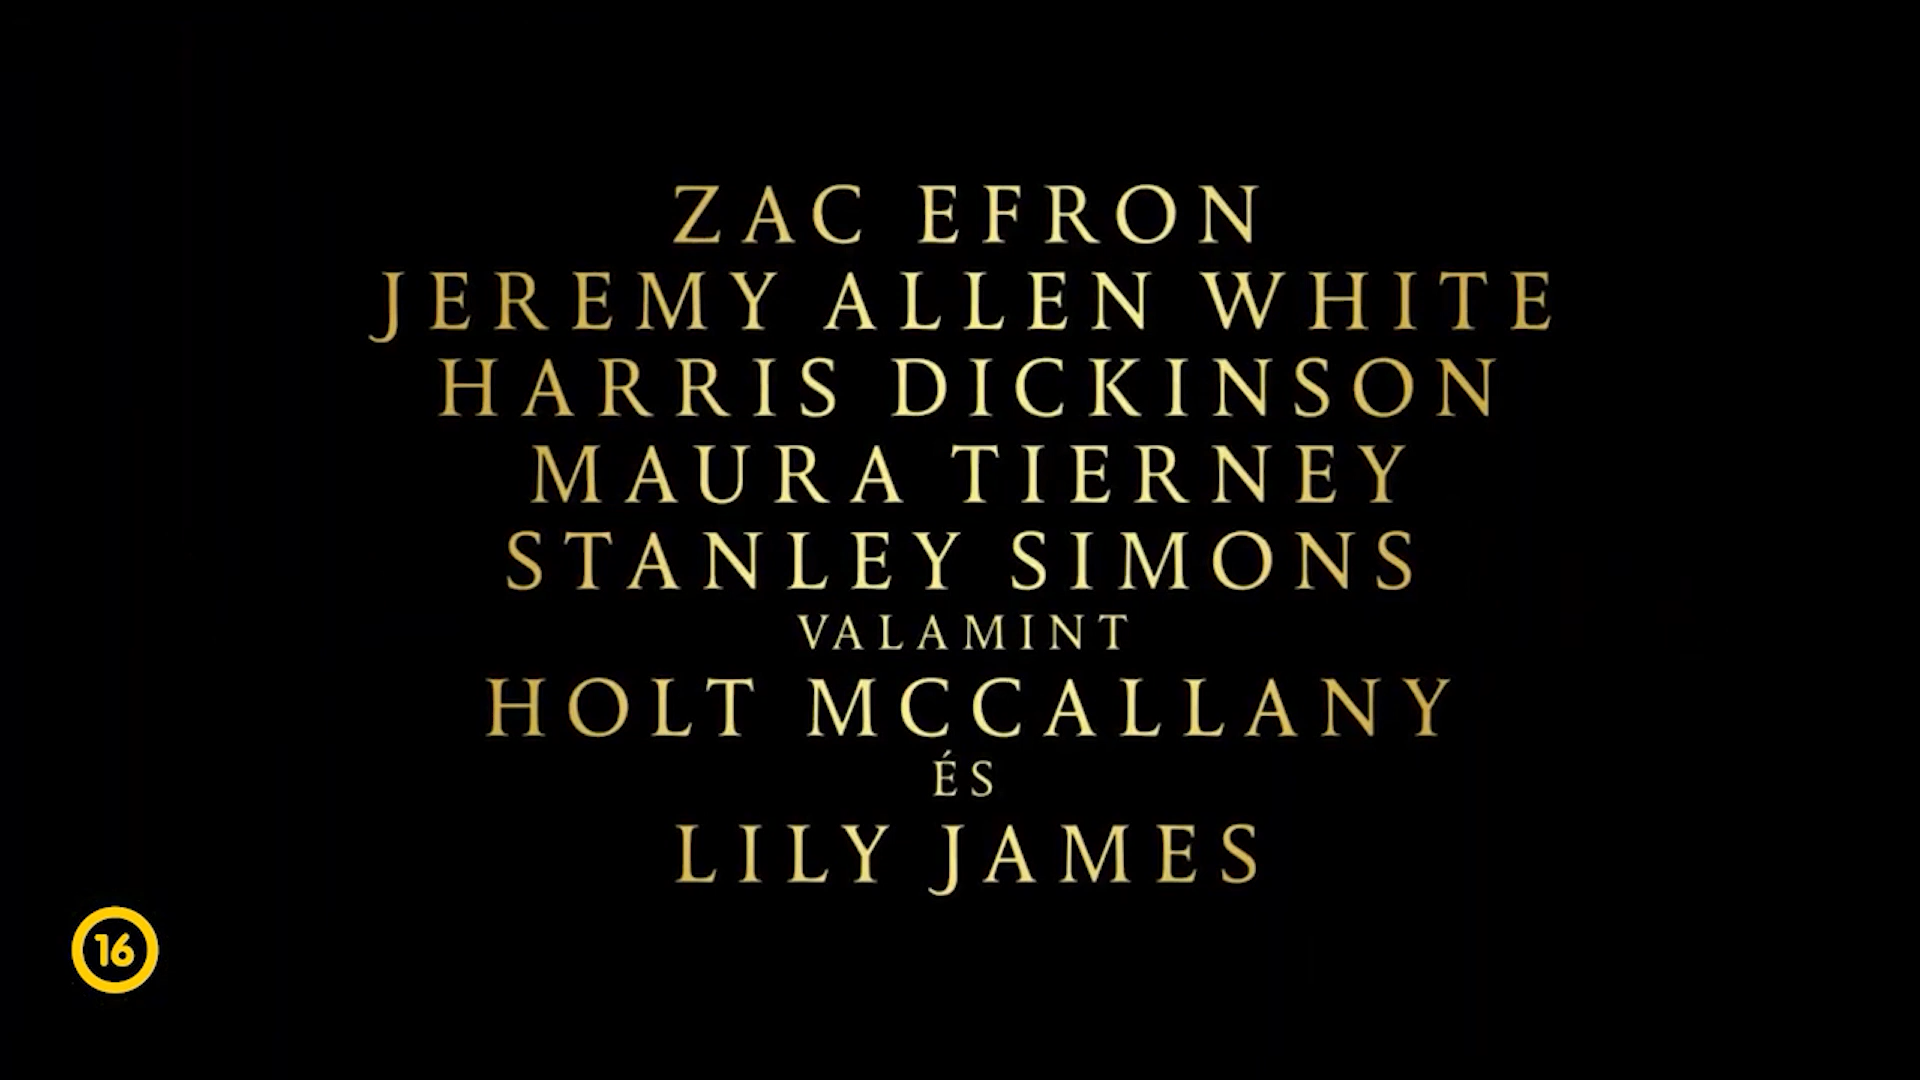 ZAC EFRON
JEREMY ALLEN WHITE
HARRIS DICKINSON
MAURA TIERNEY
STANLEY SIMONS
VALAMINT
HOLT MCCALLANY
ÉS
LILY JAMES
16